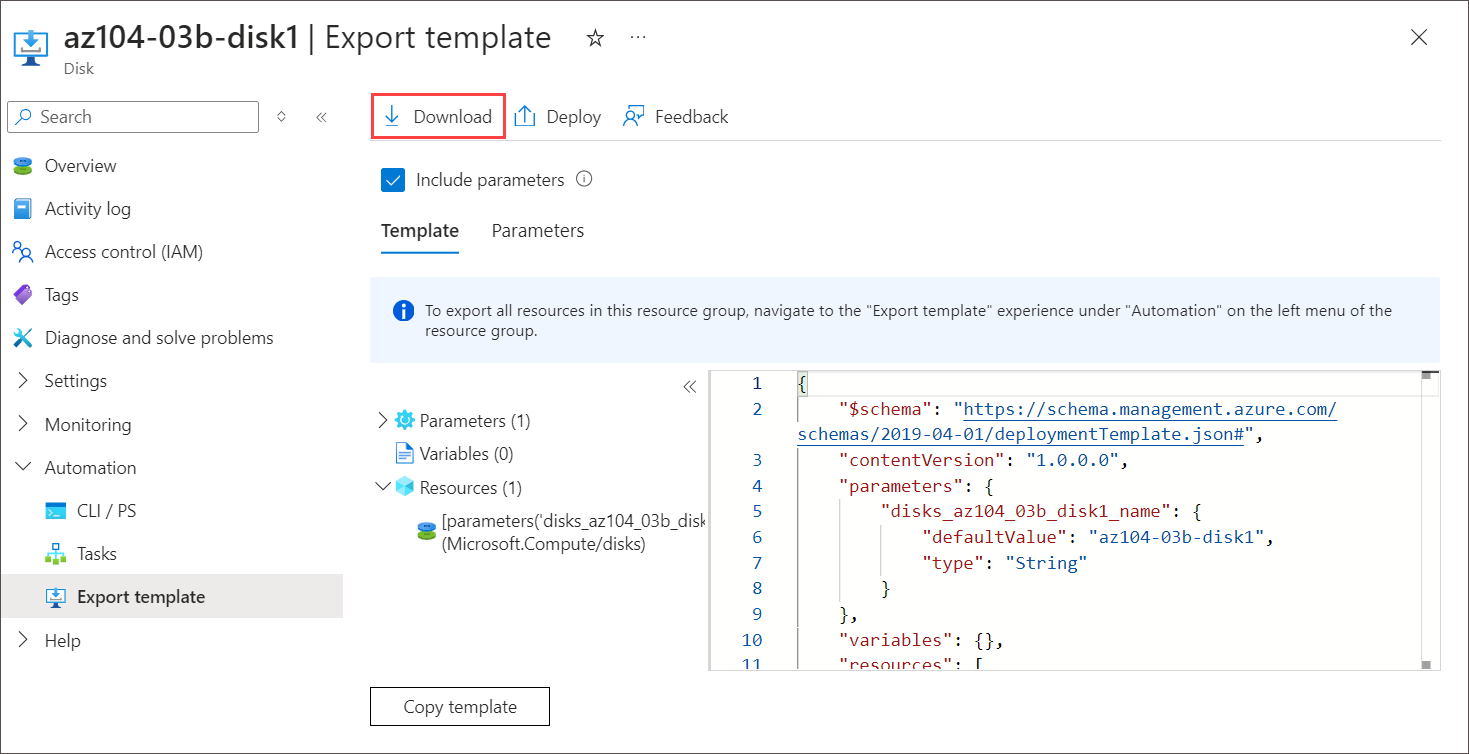 az104-03b-disk1 | Export template
Disk
Search
Overview
Activity log
Access control (IAM)
Tags
Diagnose and solve problems
Settings
Monitoring
Automation
CLI / PS
Tasks
Export template
Help
Download
Deploy
Feedback
Include parameters
Template
Parameters
To export all resources in this resource group, navigate to the "Export template" experience under "Automation" on the left menu of the
resource group.
Parameters (1)
Variables (0)
Resources (1)
[parameters('disks_az104_03b_disk
(Microsoft.Compute/disks)
1 {
2 "$schema": "https://schema.management.azure.com/
schemas/2019-04-01/deploymentTemplate.json#",
3 "contentVersion": "1.0.0.0",
4 "parameters": {
5 "disks_az104_03b_disk1_name": {
6 "defaultValue": "az104-03b-disk1",
7 "type": "String"
8 }
9 },
10 "variables": {},
11 "resources": [
Copy template